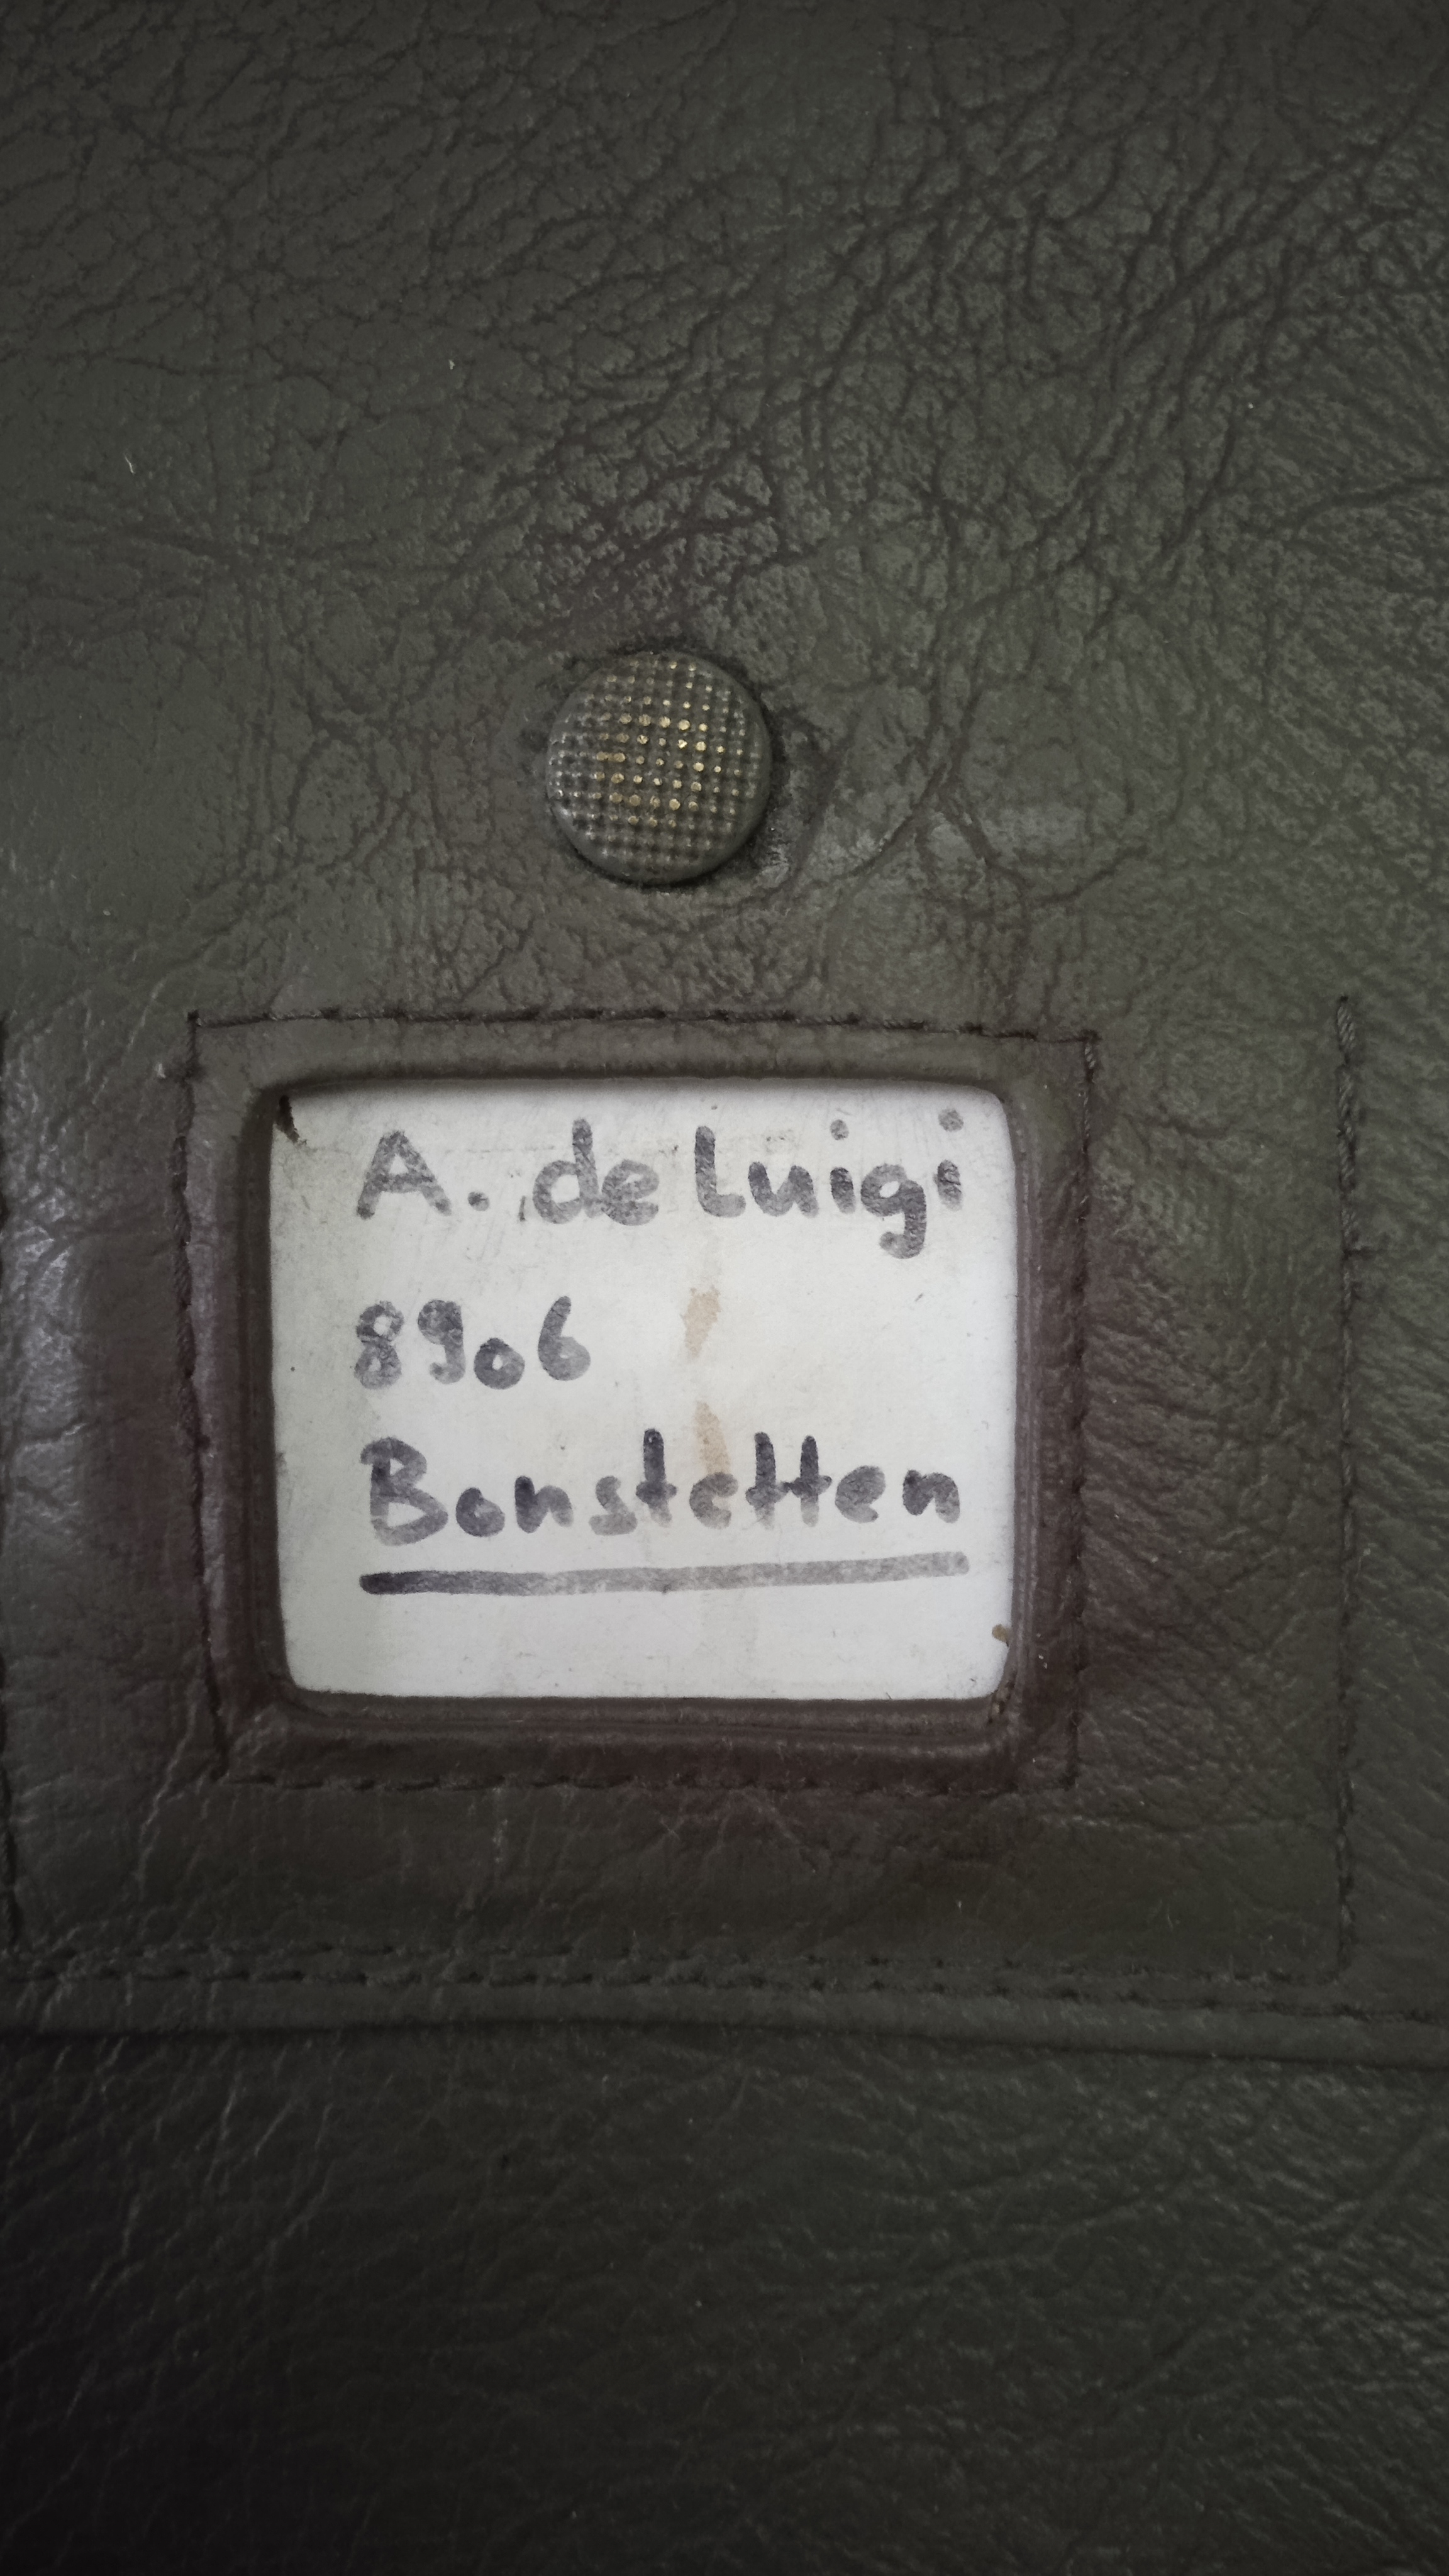 A. de Luigi
8906
Bonstetten